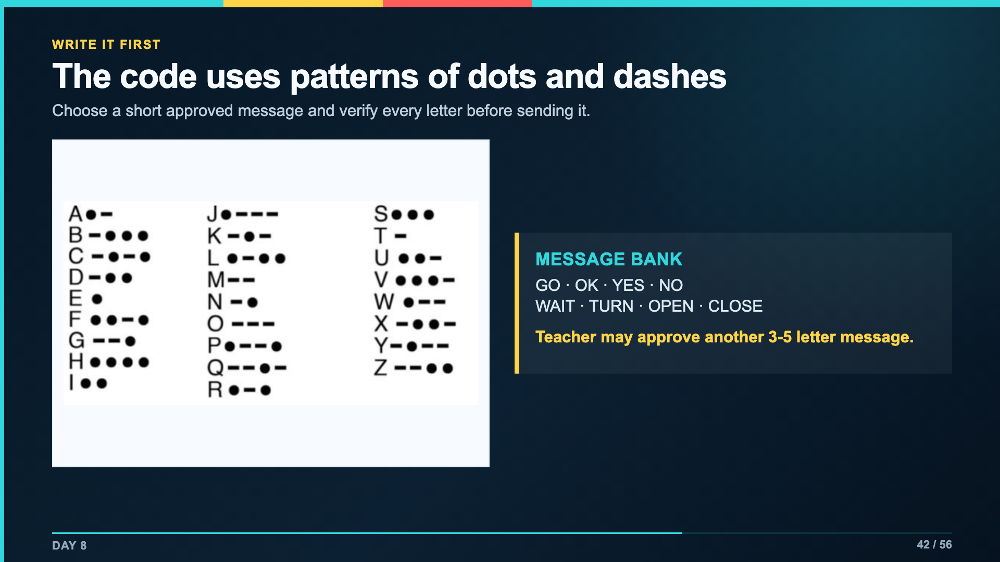 WRITE IT FIRST
The code uses patterns of dots and dashes
Choose a short approved message and verify every letter before sending it.
A ● –
B – ● ● ●
C – ● – ●
D – ● ●
E ●
F ● ● – ●
G – – ●
H ● ● ● ●
I ● ●
J ● – – –
K – ● –
L ● – ● ●
M – –
N – ●
O – – –
P ● – – ●
Q – – ● –
R ● – ●
S ● ● ●
T –
U ● ● –
V ● ● ● –
W ● – –
X – ● ● –
Y – ● – –
Z – – ● ●
MESSAGE BANK
GO · OK · YES · NO
WAIT · TURN · OPEN · CLOSE
Teacher may approve another 3-5 letter message.
DAY 8
42 / 56